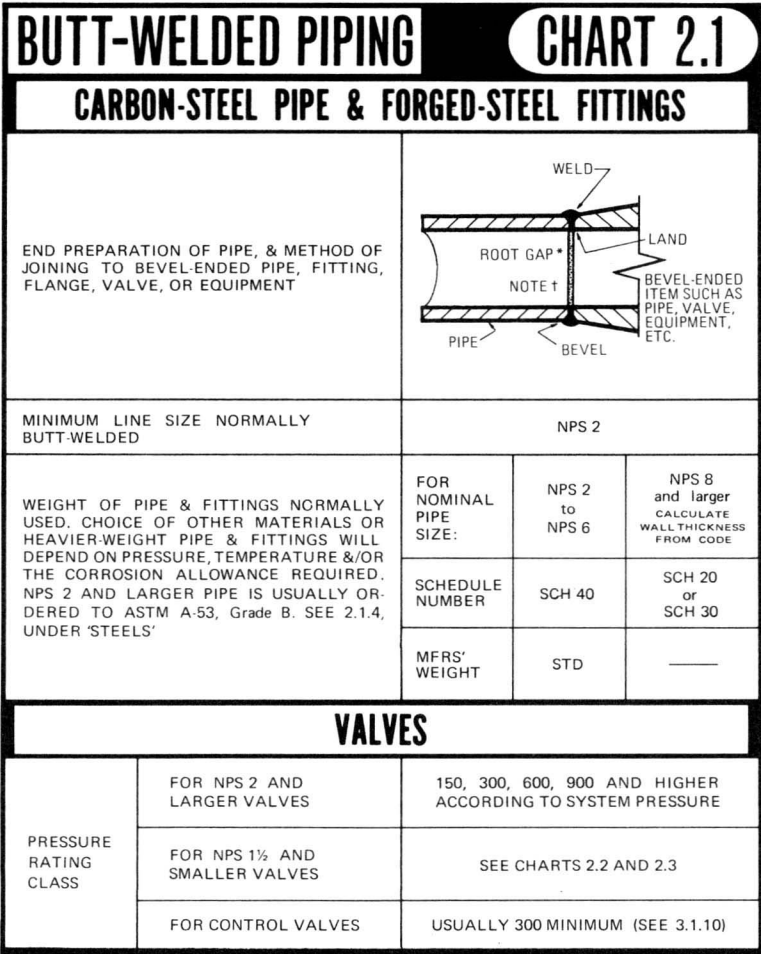 BUTT-WELDED PIPING
CHART 2.1
CARBON-STEEL PIPE & FORGED-STEEL FITTINGS
END PREPARATION OF PIPE, & METHOD OF
JOINING TO BEVEL-ENDED PIPE, FITTING,
FLANGE, VALVE, OR EQUIPMENT
WELD
LAND
ROOT GAP*
NOTE†
BEVEL-ENDED
ITEM SUCH AS
PIPE, VALVE,
EQUIPMENT,
ETC.
PIPE
BEVEL
MINIMUM LINE SIZE NORMALLY
BUTT-WELDED
NPS 2
WEIGHT OF PIPE & FITTINGS NORMALLY
USED. CHOICE OF OTHER MATERIALS OR
HEAVIER-WEIGHT PIPE & FITTINGS WILL
DEPEND ON PRESSURE, TEMPERATURE &/OR
THE CORROSION ALLOWANCE REQUIRED.
NPS 2 AND LARGER PIPE IS USUALLY OR-
DERED TO ASTM A-53, Grade B. SEE 2.1.4,
UNDER 'STEELS'
FOR
NOMINAL
PIPE
SIZE:
NPS 2
to
NPS 6
NPS 8
and larger
CALCULATE
WALL THICKNESS
FROM CODE
SCHEDULE
NUMBER
SCH 40
SCH 20
or
SCH 30
MFRS'
WEIGHT
STD
VALVES
PRESSURE
RATING
CLASS
FOR NPS 2 AND
LARGER VALVES
150, 300, 600, 900 AND HIGHER
ACCORDING TO SYSTEM PRESSURE
FOR NPS 1½ AND
SMALLER VALVES
SEE CHARTS 2.2 AND 2.3
FOR CONTROL VALVES
USUALLY 300 MINIMUM (SEE 3.1.10)